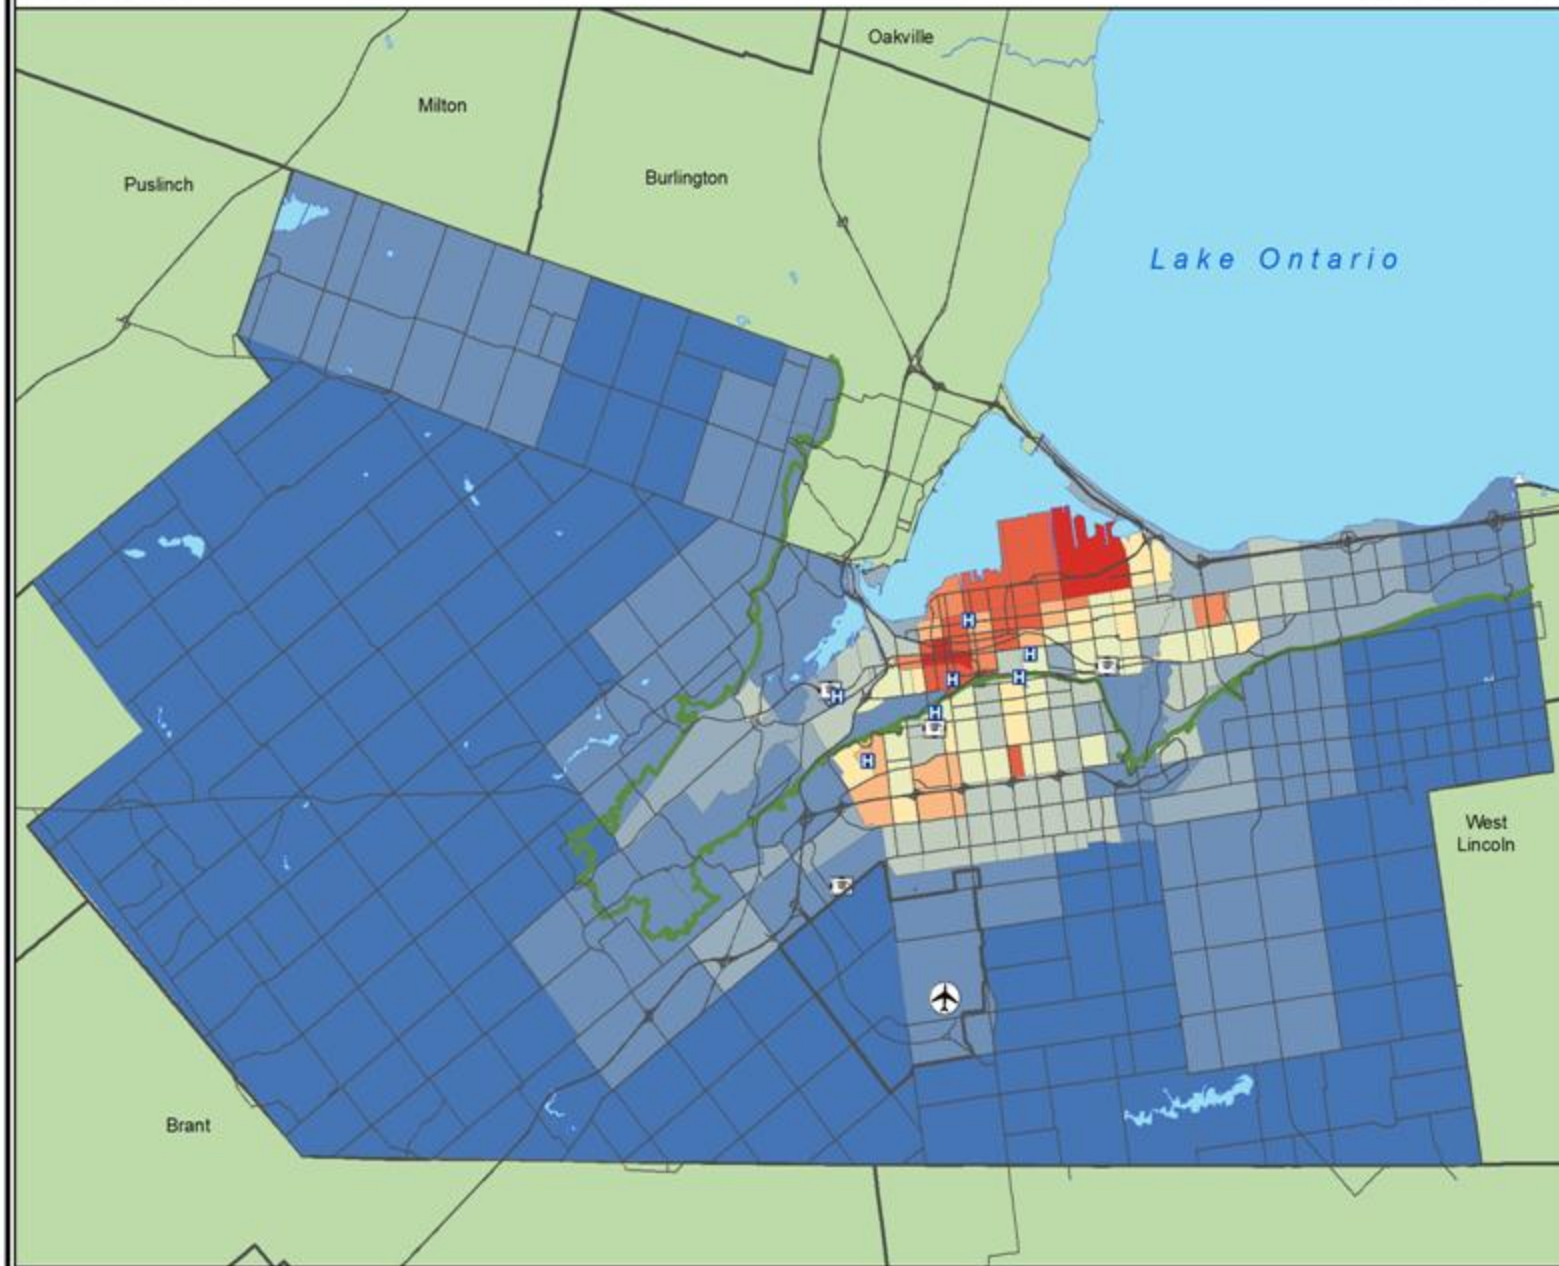 Oakville
Milton
Puslinch
Burlington
Lake Ontario
H
H
H
H
H
H
H
West
Lincoln
Brant